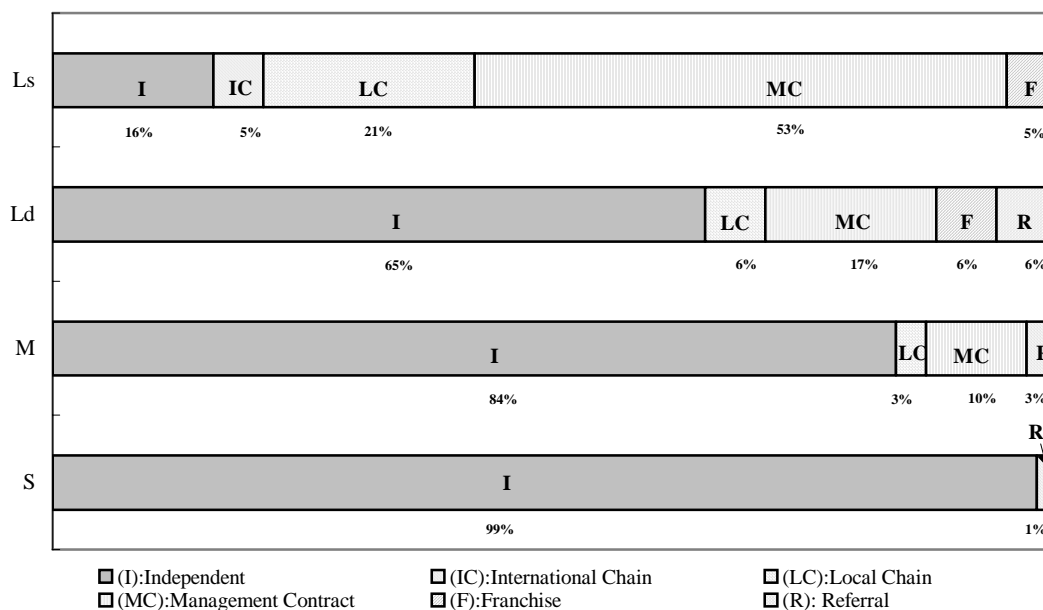 Ls I IC LC MC F
16% 5% 21% 53% 5%
Ld I LC MC F R
65% 6% 17% 6% 6%
M I LC MC
84% 3% 10% 3%
R
S I
99% 1%
(I):Independent (IC):International Chain (LC):Local Chain
(MC):Management Contract (F):Franchise (R): Referral